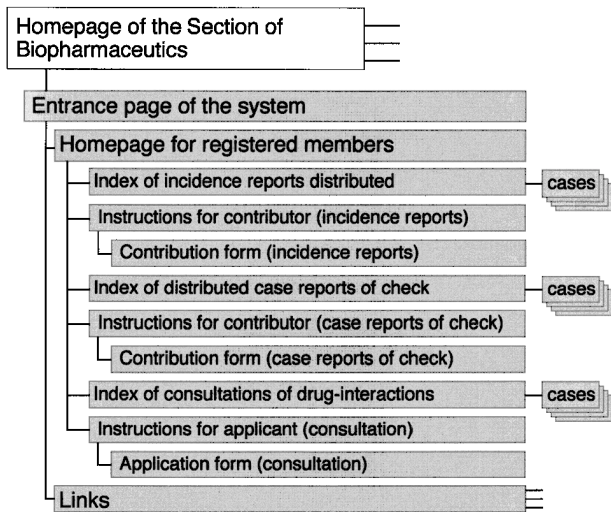 Homepage of the Section of
Biopharmaceutics
Entrance page of the system
Homepage for registered members
Index of incidence reports distributed
cases
Instructions for contributor (incidence reports)
Contribution form (incidence reports)
Index of distributed case reports of check
cases
Instructions for contributor (case reports of check)
Contribution form (case reports of check)
Index of consultations of drug-interactions
cases
Instructions for applicant (consultation)
Application form (consultation)
Links